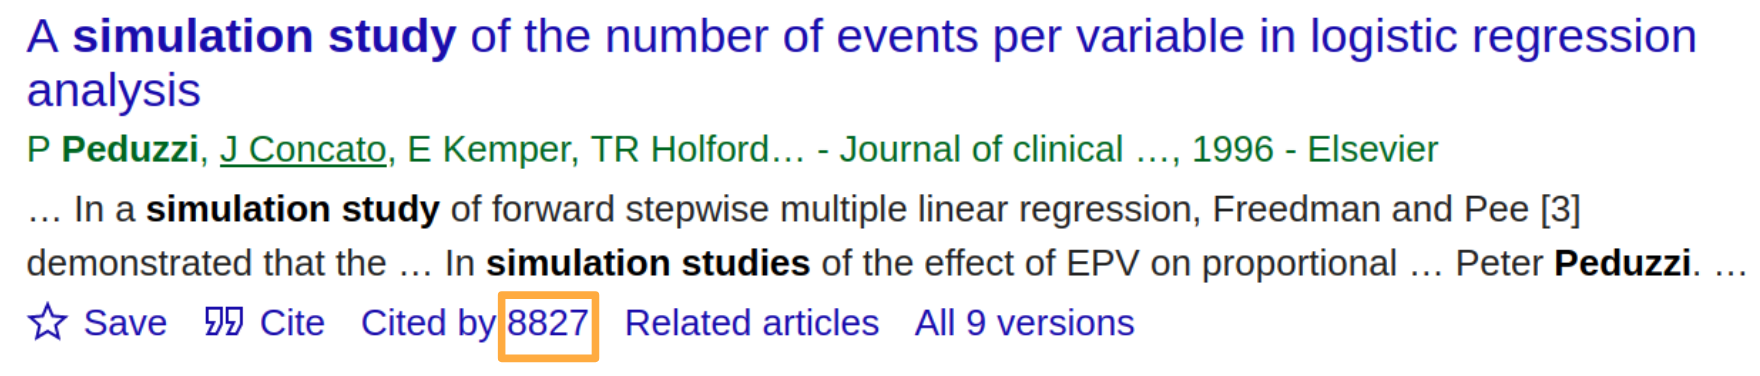 A simulation study of the number of events per variable in logistic regression
analysis
P Peduzzi, J Concato, E Kemper, TR Holford… - Journal of clinical …, 1996 - Elsevier
… In a simulation study of forward stepwise multiple linear regression, Freedman and Pee [3]
demonstrated that the … In simulation studies of the effect of EPV on proportional … Peter Peduzzi. …
Save Cite Cited by 8827 Related articles All 9 versions